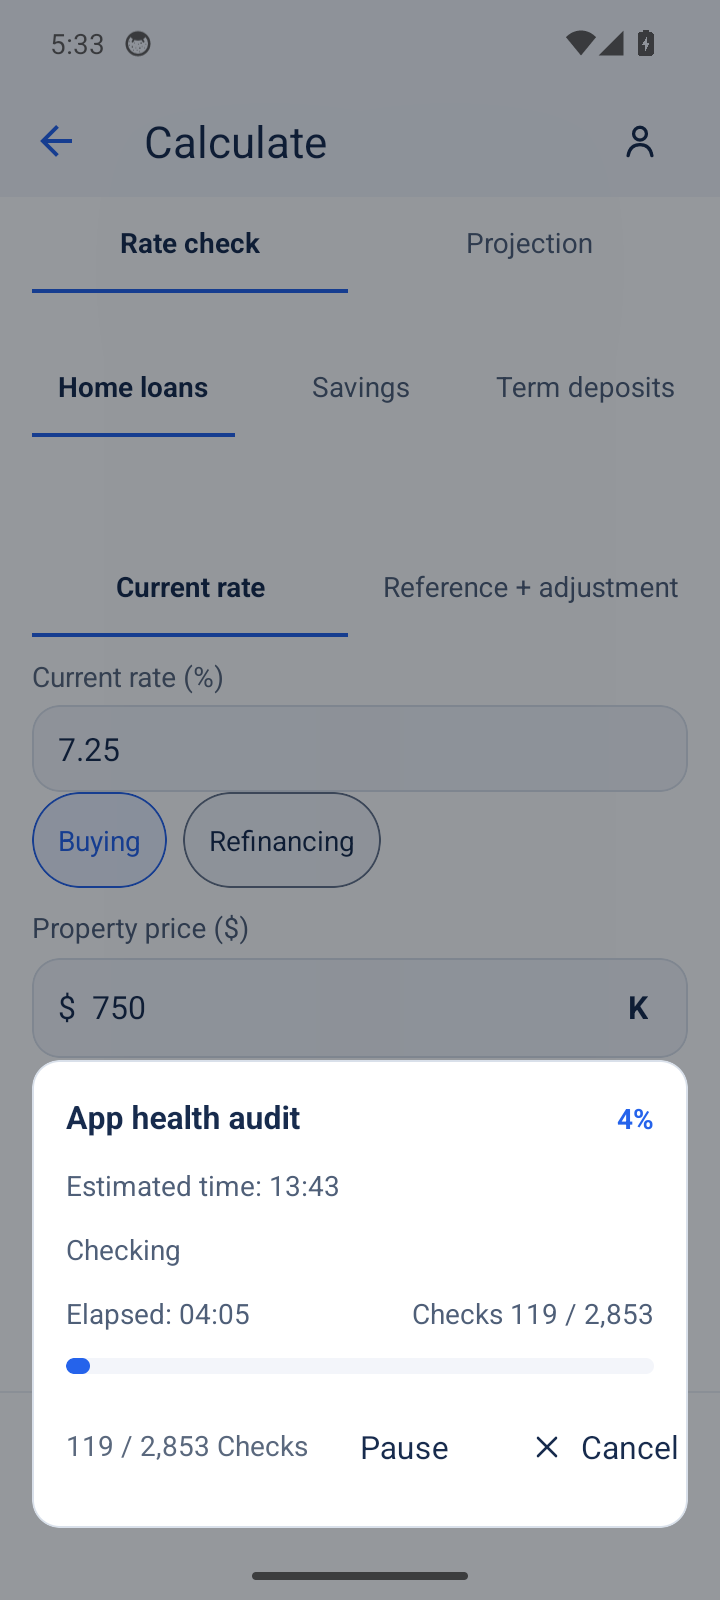 5:33
Calculate
Rate check Projection
Home loans Savings Term deposits
Current rate Reference + adjustment
Current rate (%)
7.25
Buying Refinancing
Property price ($)
$ 750 K
App health audit 4%
Estimated time: 13:43
Checking
Elapsed: 04:05 Checks 119 / 2,853
119 / 2,853 Checks Pause Cancel